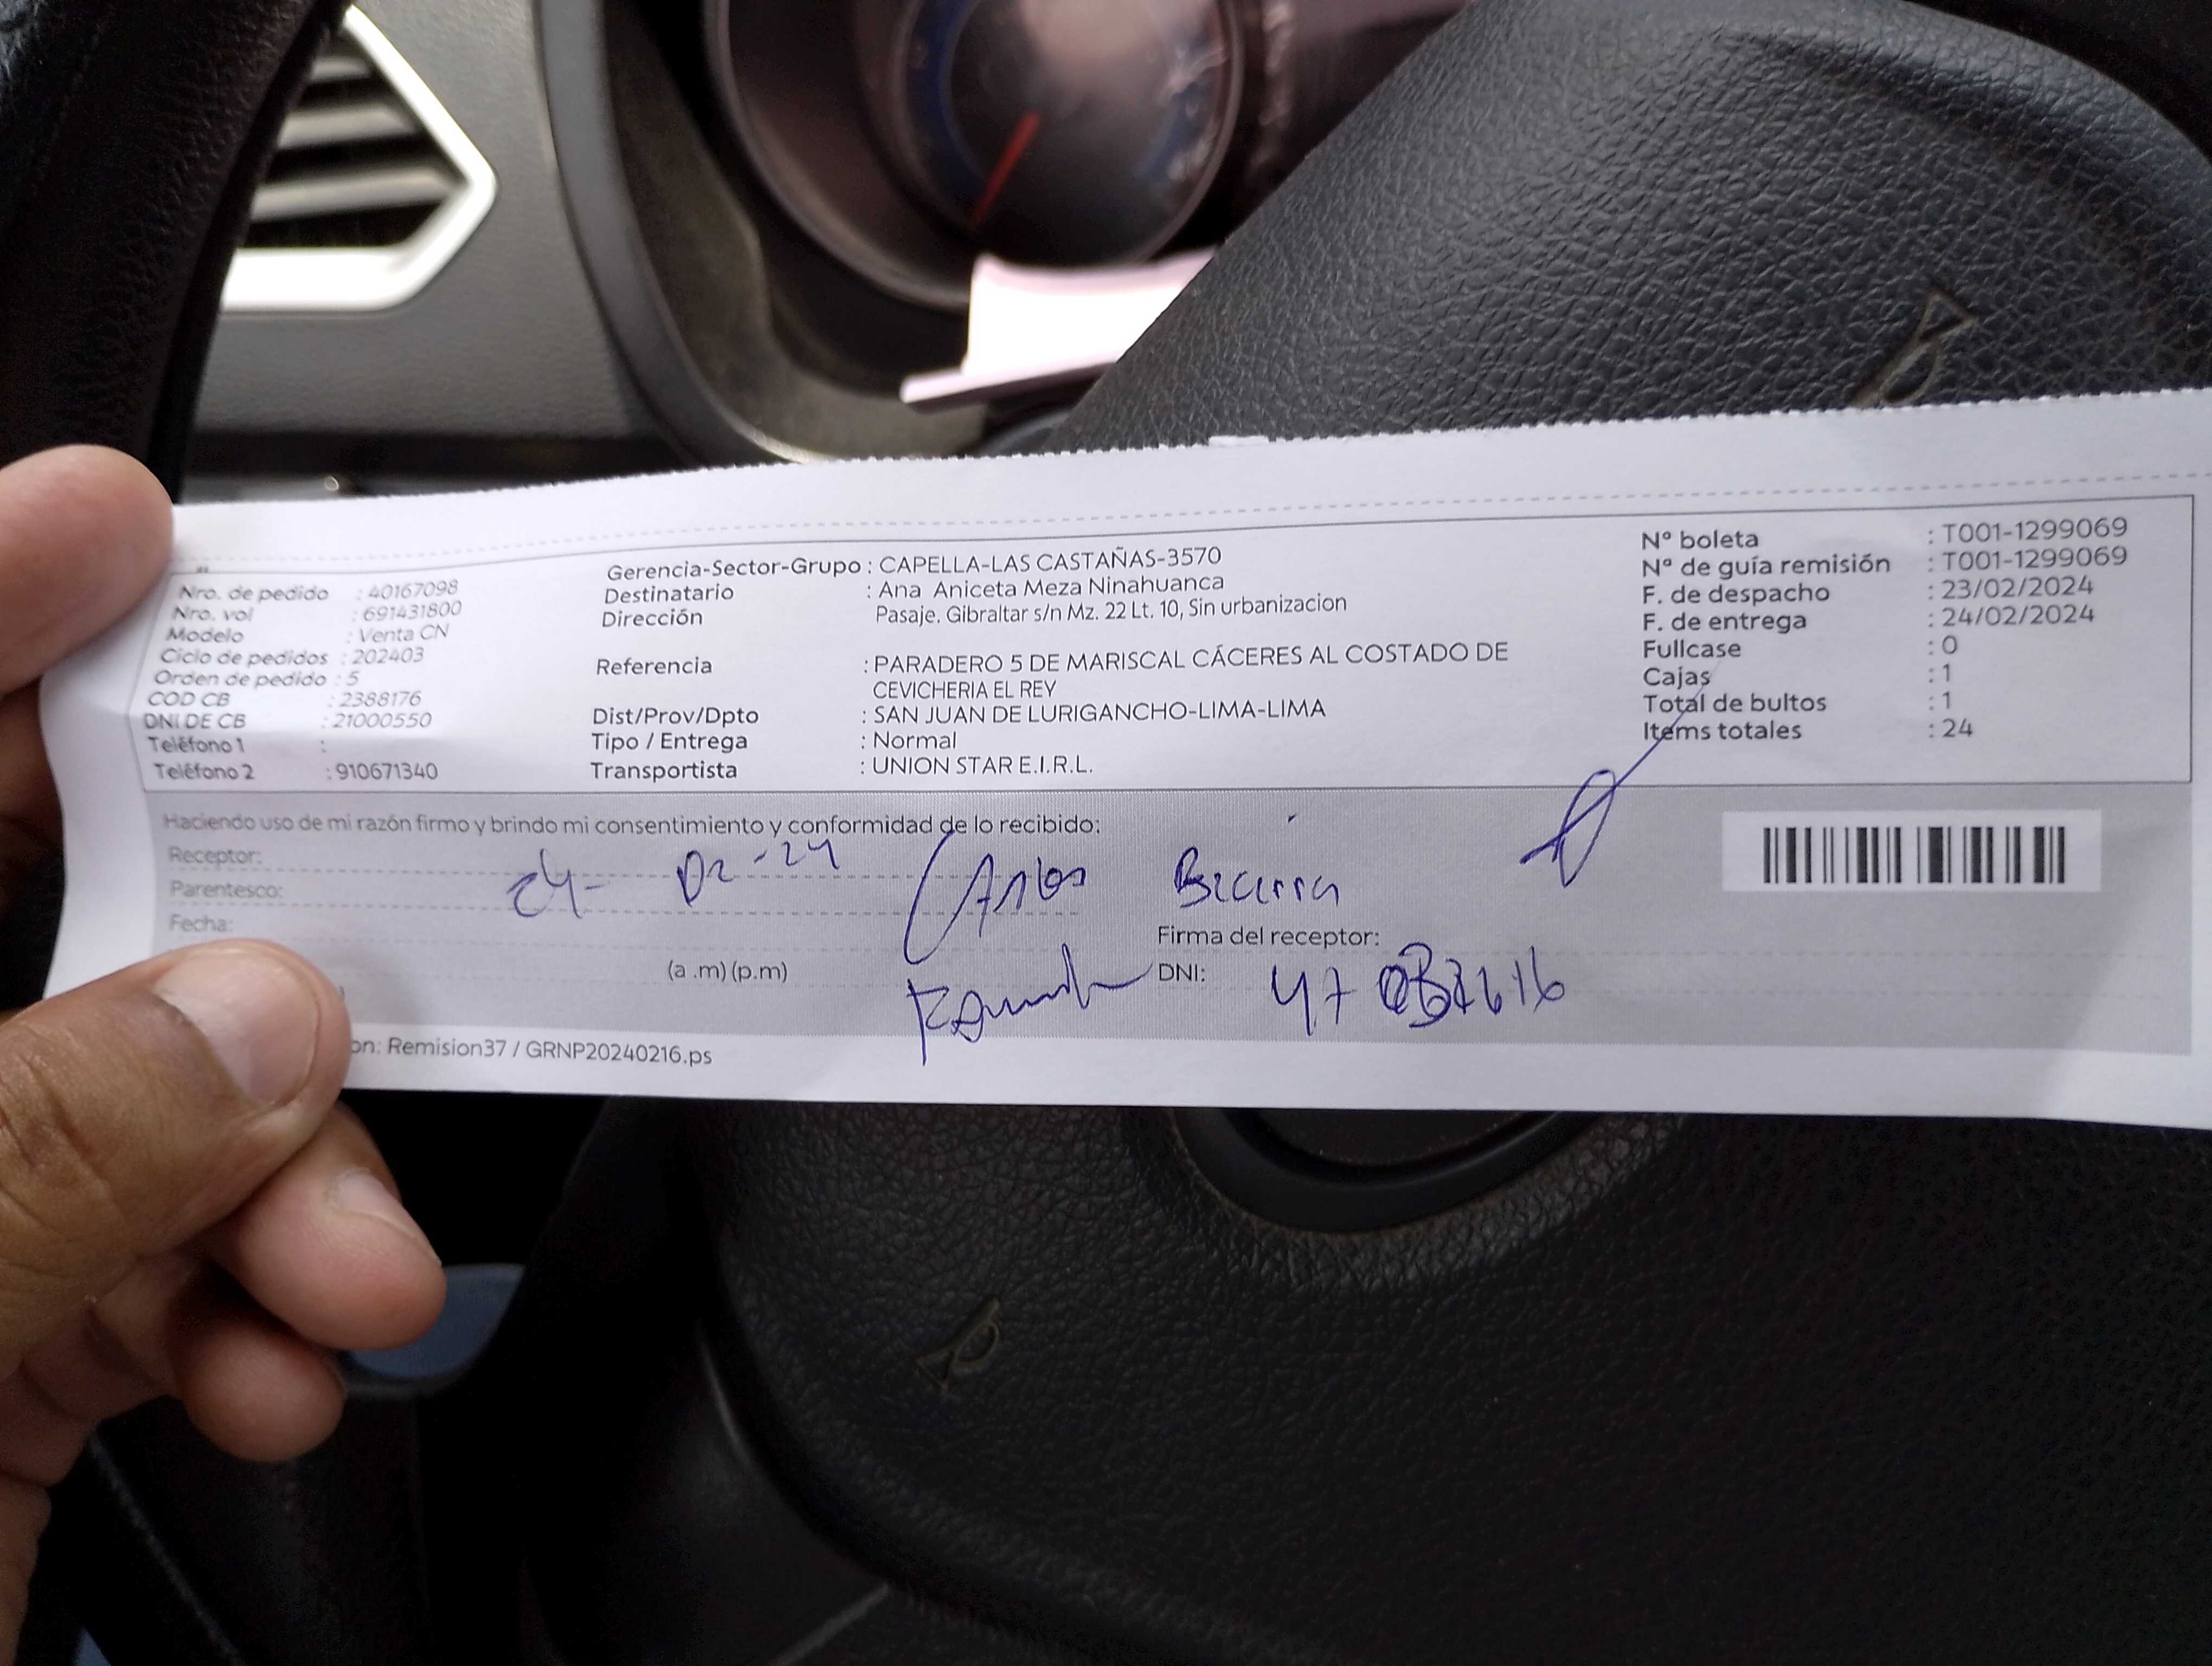 Nro. de pedido : 40167098
Nro. vol : 691431800
Modelo : Venta CN
Ciclo de pedidos : 202403
Orden de pedido : 5
COD CB : 2388176
DNI DE CB : 21000550
Teléfono 1 :
Teléfono 2 : 910671340
Gerencia-Sector-Grupo : CAPELLA-LAS CASTAÑAS-3570
Destinatario : Ana Aniceta Meza Ninahuanca
Dirección Pasaje. Gibraltar s/n Mz. 22 Lt. 10, Sin urbanizacion
Referencia : PARADERO 5 DE MARISCAL CÁCERES AL COSTADO DE
CEVICHERIA EL REY
Dist/Prov/Dpto : SAN JUAN DE LURIGANCHO-LIMA-LIMA
Tipo / Entrega : Normal
Transportista : UNION STAR E.I.R.L.
N° boleta : T001-1299069
N° de guía remisión : T001-1299069
F. de despacho : 23/02/2024
F. de entrega : 24/02/2024
Fullcase : 0
Cajas : 1
Total de bultos : 1
Items totales : 24
Haciendo uso de mi razón firmo y brindo mi consentimiento y conformidad de lo recibido:
Receptor:
24- 02-24 Carlos
Parentesco:
Fecha:
Firma del receptor:
(a .m) (p.m)
DNI:
on: Remision37 / GRNP20240216.ps